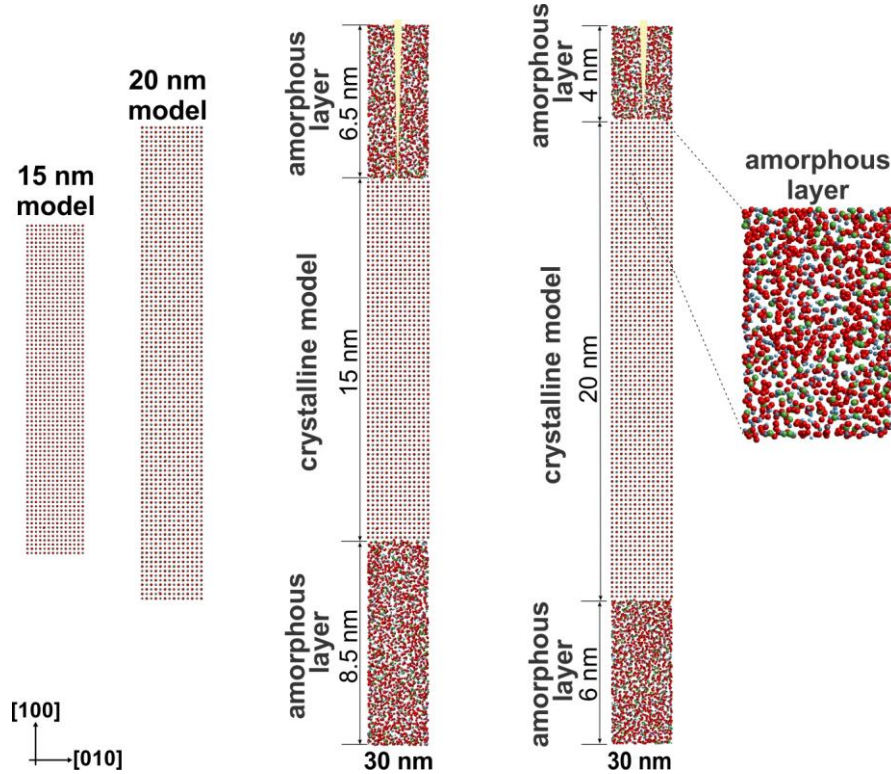 15 nm
model
20 nm
model
amorphous
layer
6.5 nm
crystalline model
15 nm
amorphous
layer
8.5 nm
30 nm
amorphous
layer
4 nm
crystalline model
20 nm
amorphous
layer
6 nm
30 nm
amorphous
layer
[100]
[010]